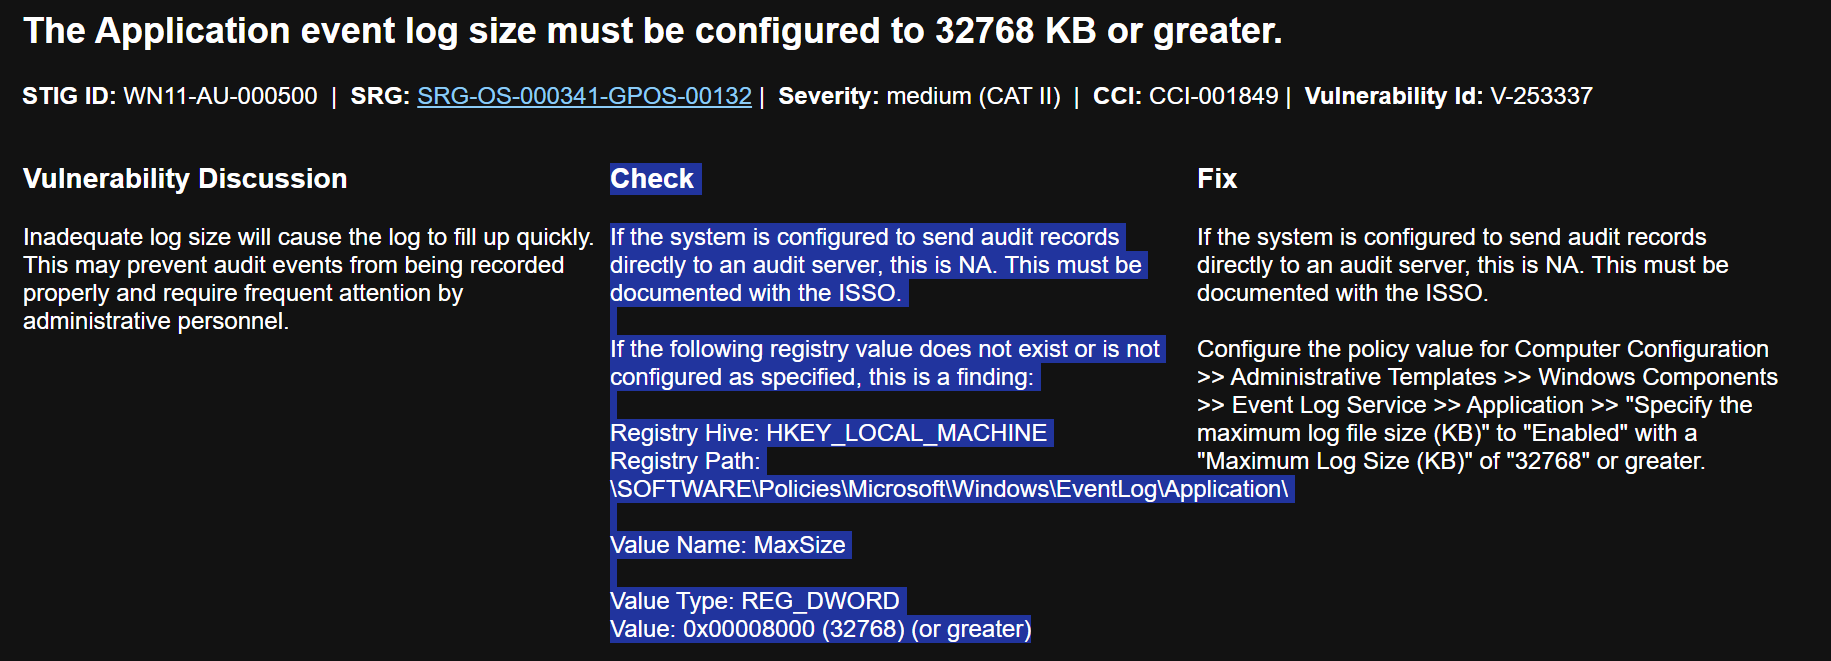 The Application event log size must be configured to 32768 KB or greater.
STIG ID: WN11-AU-000500 | SRG: SRG-OS-000341-GPOS-00132 | Severity: medium (CAT II) | CCI: CCI-001849 | Vulnerability Id: V-253337
Vulnerability Discussion
Inadequate log size will cause the log to fill up quickly.
This may prevent audit events from being recorded
properly and require frequent attention by
administrative personnel.
Check
If the system is configured to send audit records
directly to an audit server, this is NA. This must be
documented with the ISSO.
If the following registry value does not exist or is not
configured as specified, this is a finding:
Registry Hive: HKEY_LOCAL_MACHINE
Registry Path:
\SOFTWARE\Policies\Microsoft\Windows\EventLog\Application\
Value Name: MaxSize
Value Type: REG_DWORD
Value: 0x00008000 (32768) (or greater)
Fix
If the system is configured to send audit records
directly to an audit server, this is NA. This must be
documented with the ISSO.
Configure the policy value for Computer Configuration
>> Administrative Templates >> Windows Components
>> Event Log Service >> Application >> "Specify the
maximum log file size (KB)" to "Enabled" with a
"Maximum Log Size (KB)" of "32768" or greater.